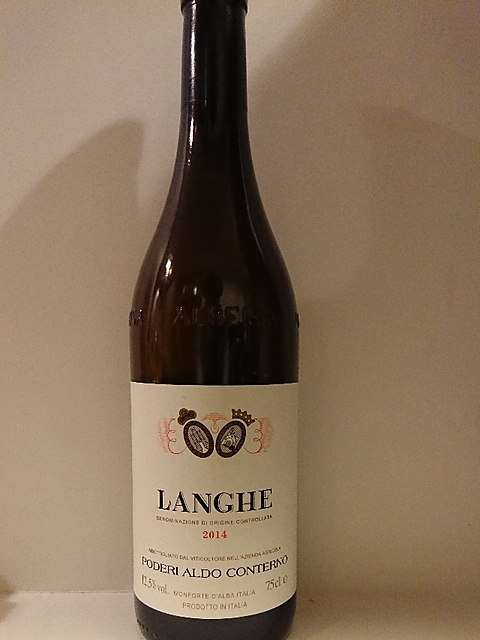 ALBEISA
LANGHE
DENOMINAZIONE DI ORIGINE CONTROLLATA
2014
IMBOTTIGLIATO DAL VITICOLTORE NELL'AZIENDA AGRICOLA
PODERI ALDO CONTERNO
12,5% vol. MONFORTE D'ALBA ITALIA 75cl e
PRODOTTO IN ITALIA